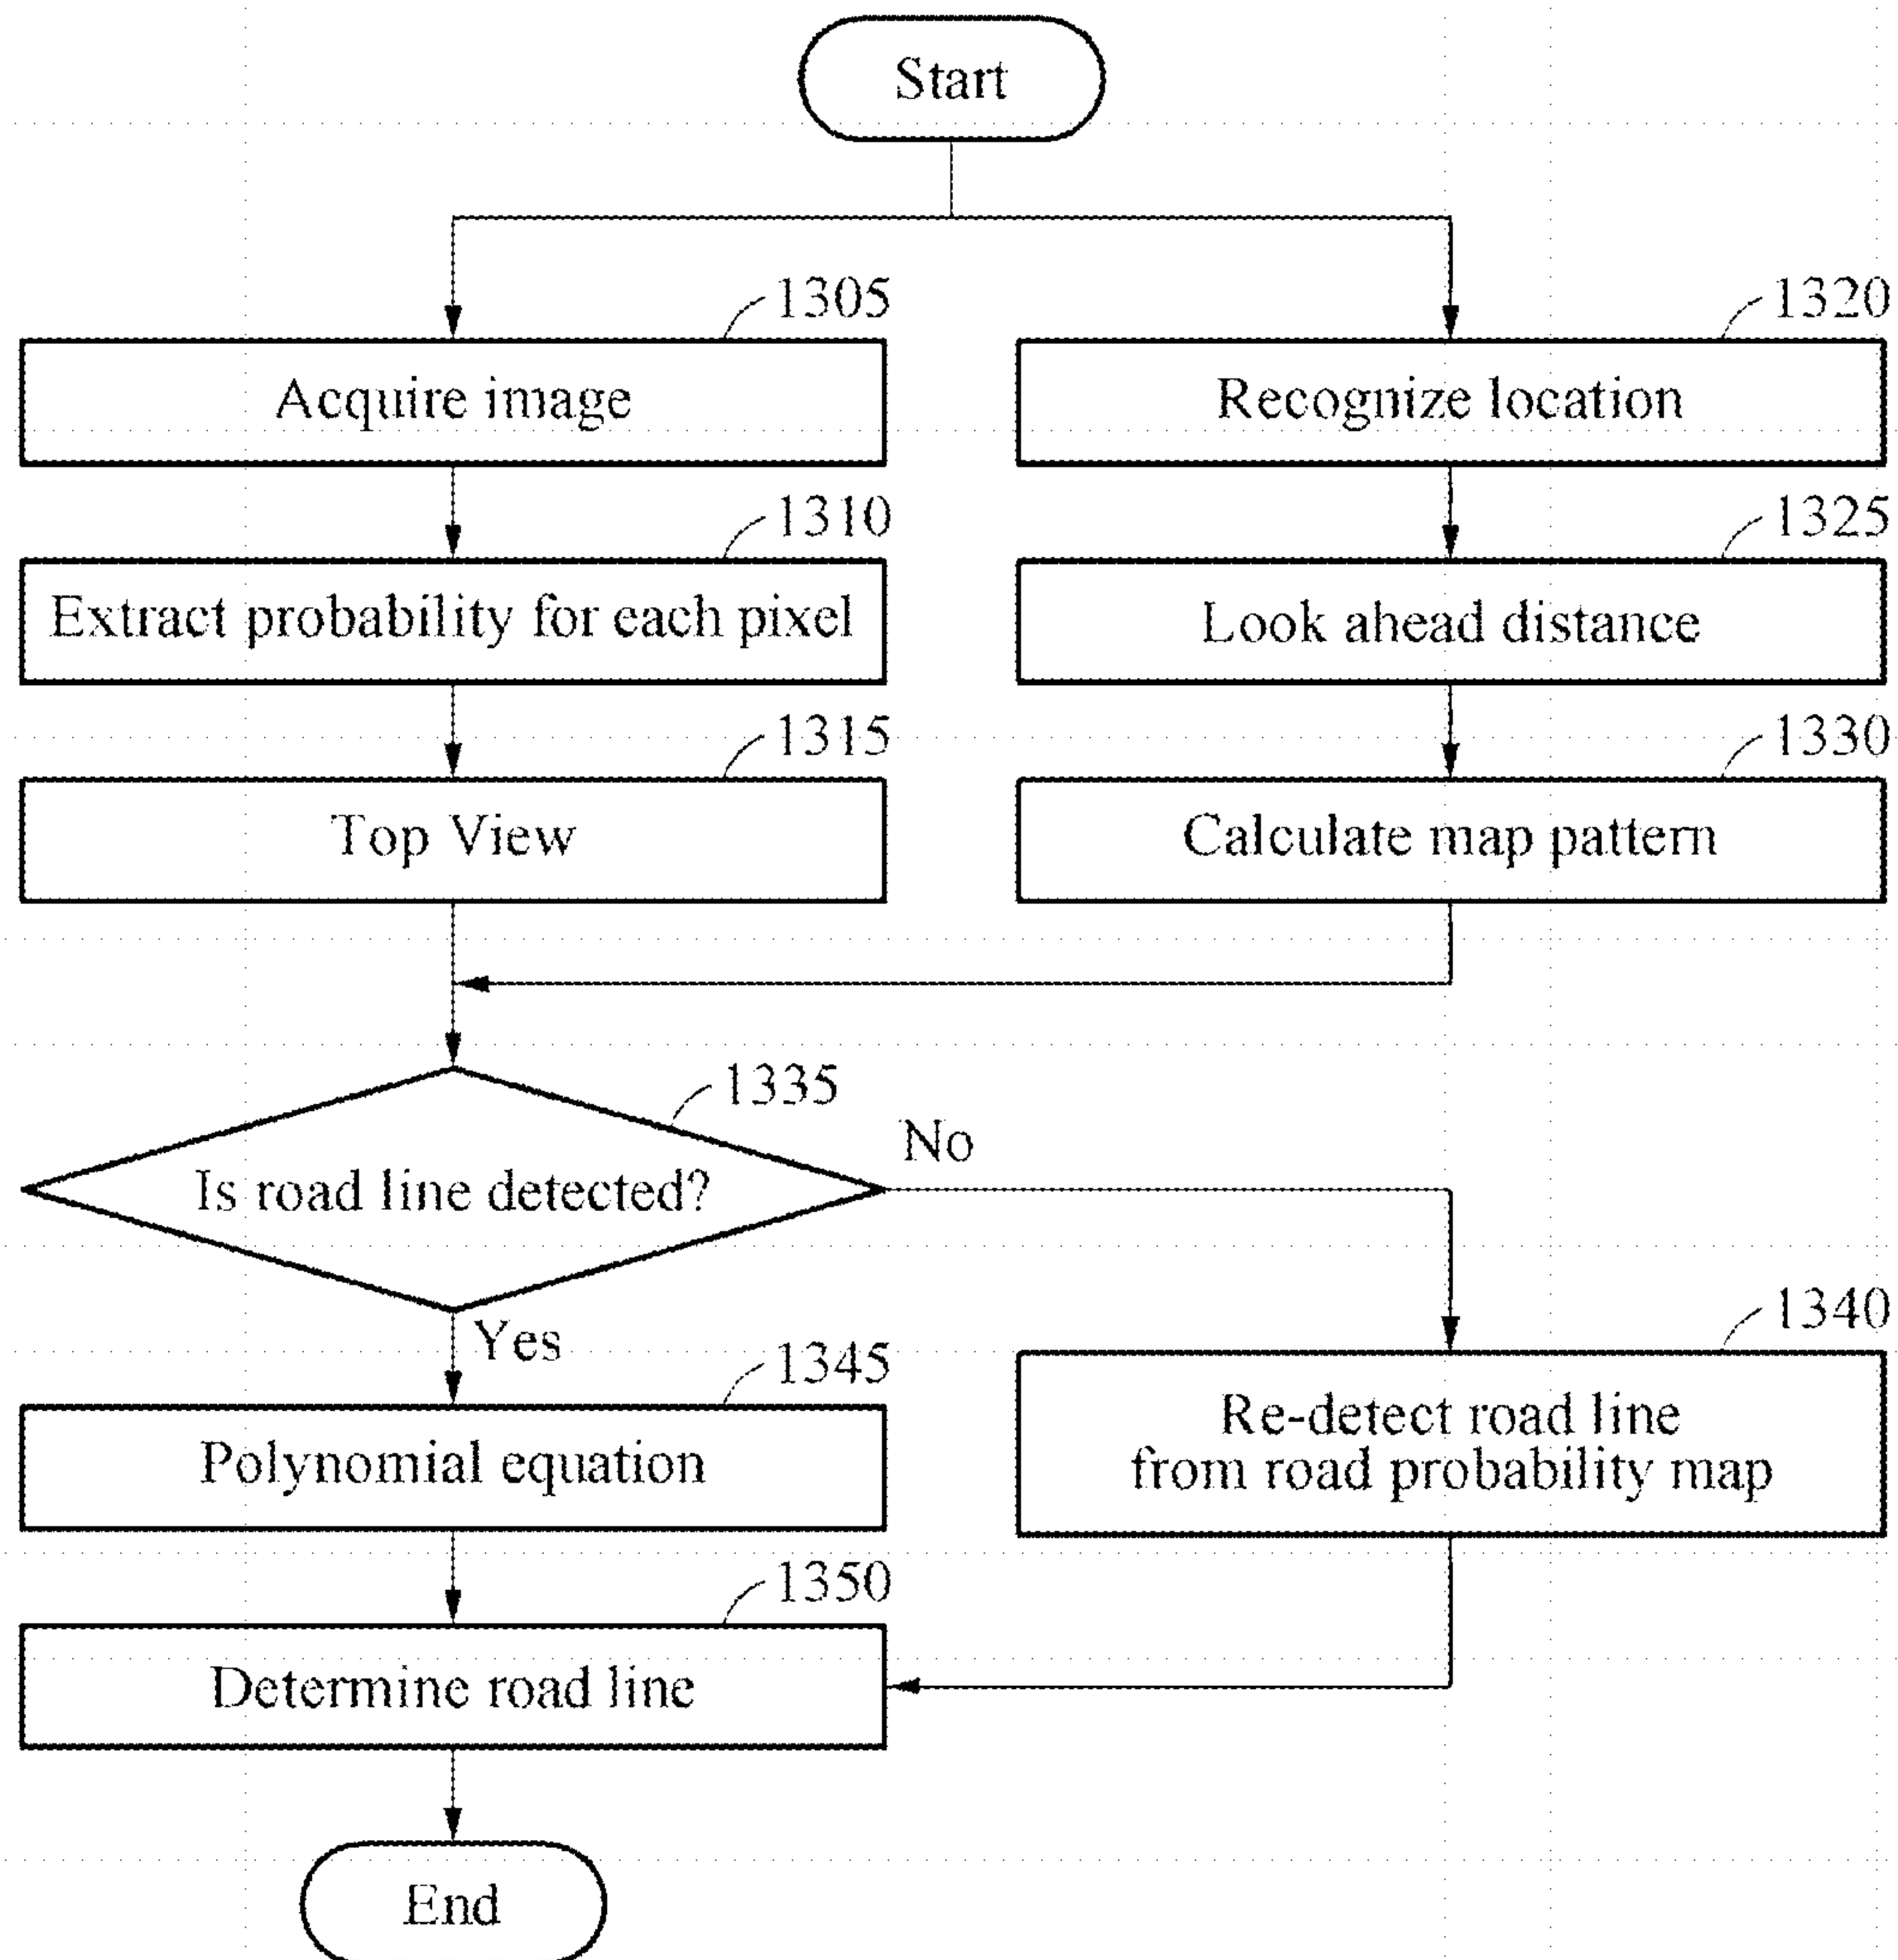 Start
1305
Acquire image
1320
Recognize location
1310
Extract probability for each pixel
1325
Look ahead distance
1315
Top View
1330
Calculate map pattern
1335
Is road line detected?
No
Yes
1340
Re-detect road line
from road probability map
1345
Polynomial equation
1350
Determine road line
End